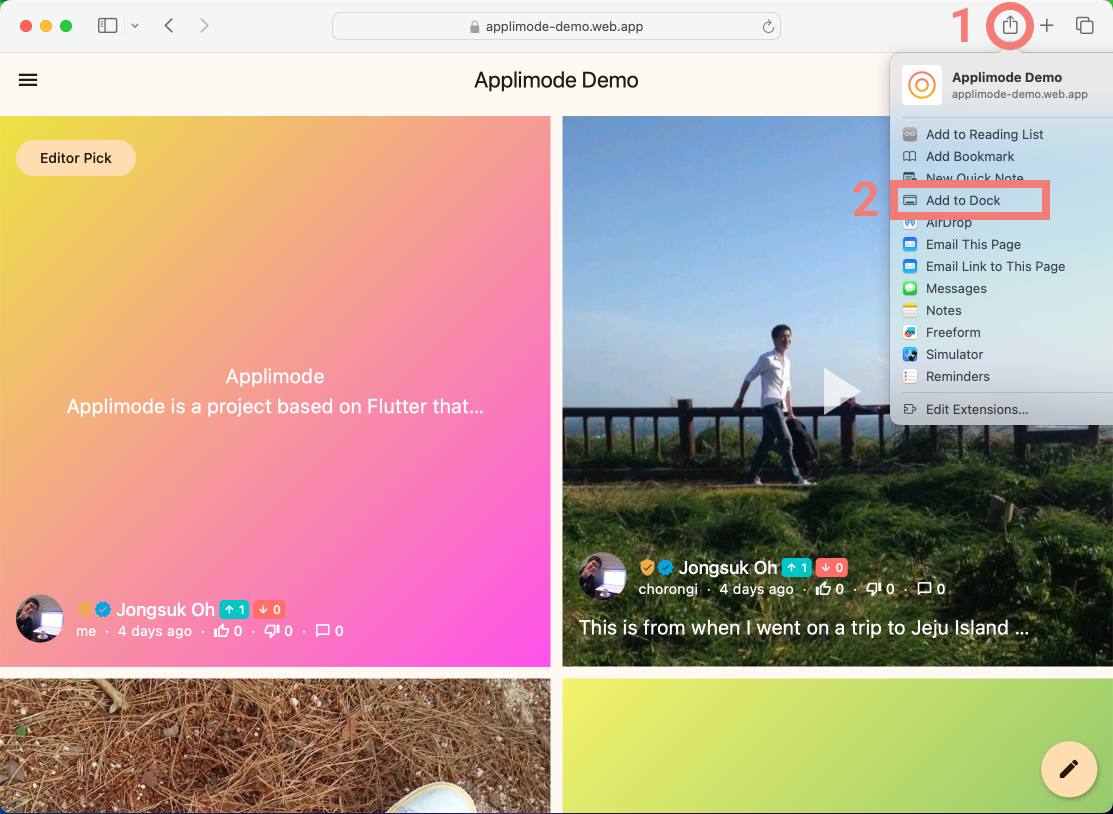 applimode-demo.web.app
1
Applimode Demo
Applimode Demo
applimode-demo.web.app
Add to Reading List
Add Bookmark
New Quick Note
2
Add to Dock
AirDrop
Email This Page
Email Link to This Page
Messages
Notes
Freeform
Simulator
Reminders
Edit Extensions...
Editor Pick
Applimode
Applimode is a project based on Flutter that...
Jongsuk Oh 1 0
me · 4 days ago · 0 · 0 · 0
Jongsuk Oh 1 0
chorongi · 4 days ago · 0 · 0 · 0
This is from when I went on a trip to Jeju Island ...